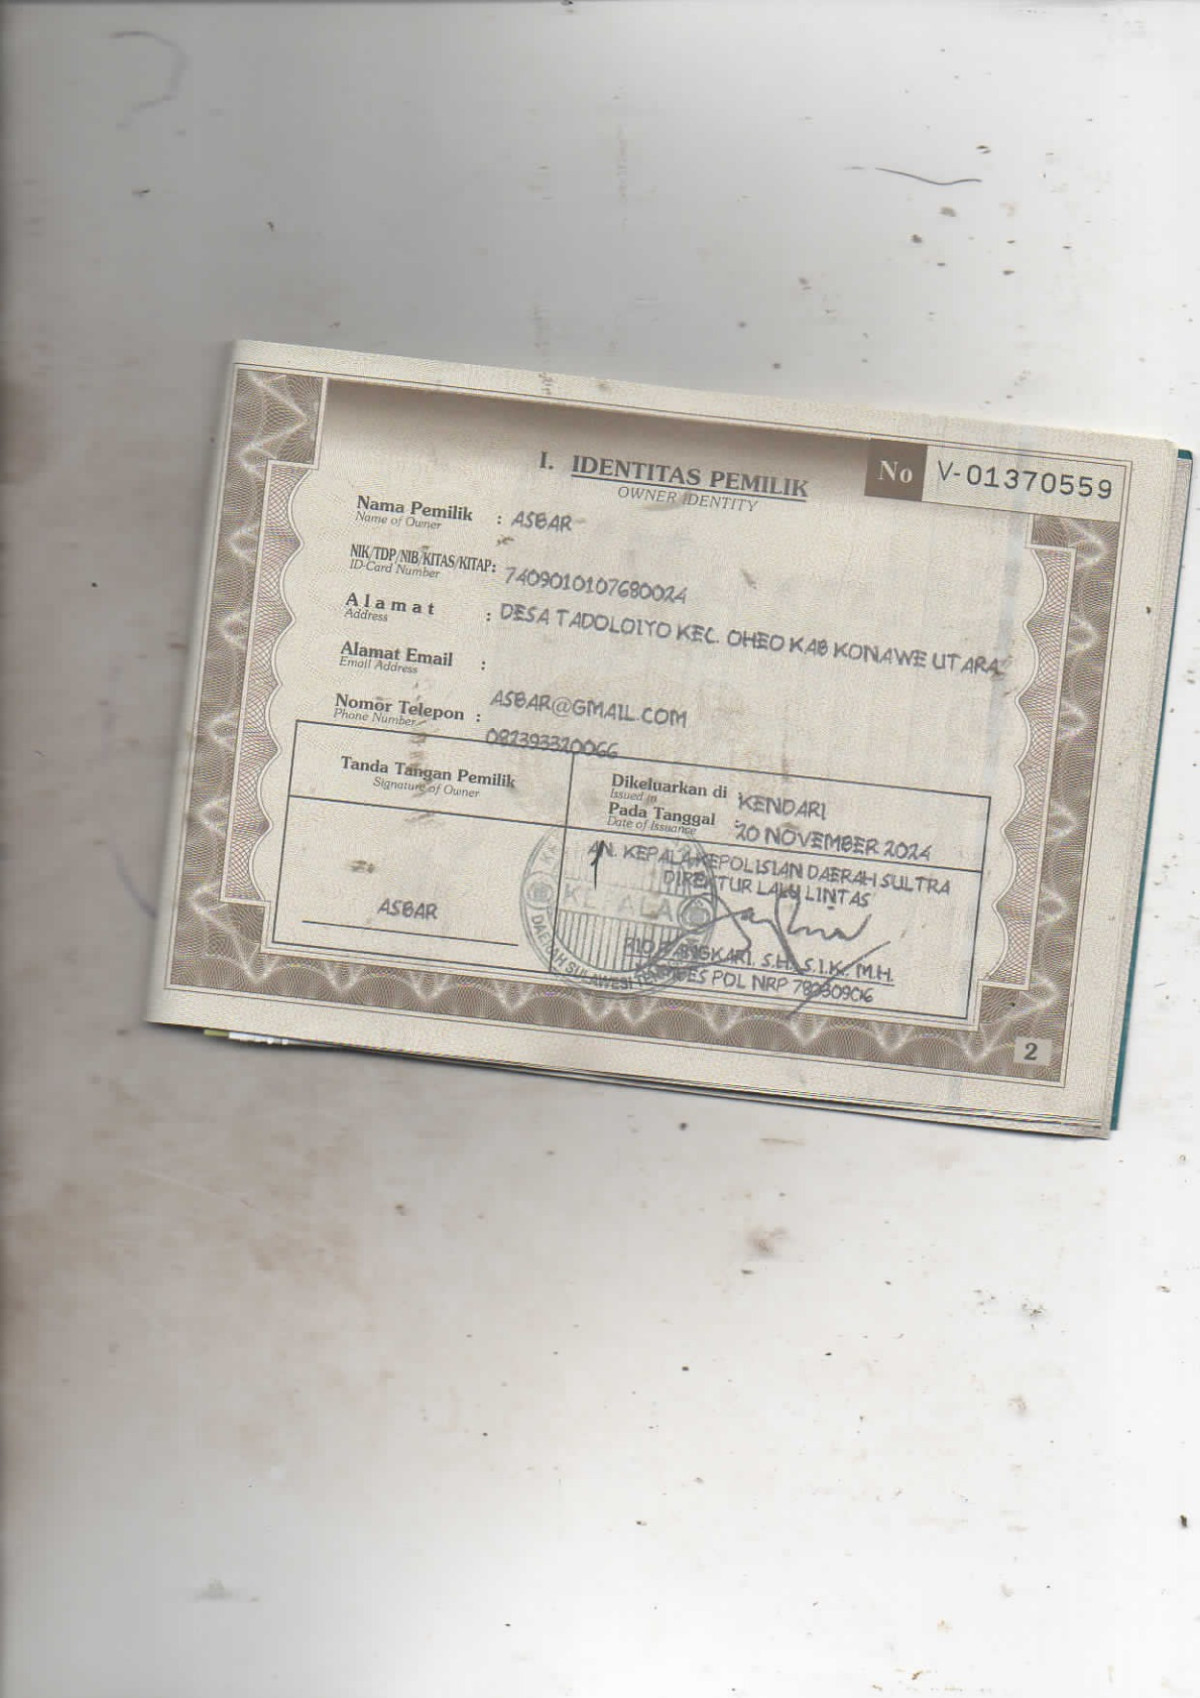 I. IDENTITAS PEMILIK
OWNER IDENTITY
No V-01370559
Nama Pemilik : ASBAR
Name of Owner
NIK/TDP/NIB/KITAS/KITAP: 7409010107680024
ID-Card Number
Alamat : DESA TADOLOIYO KEC. OHEO KAB KONAWE UTARA
Address
Alamat Email :
Email Address
ASBAR@GMAIL.COM
Nomor Telepon :
Phone Number
082393320066
Tanda Tangan Pemilik
Signature of Owner
ASBAR
Dikeluarkan di KENDARI
Issued in
Pada Tanggal : 20 NOVEMBER 2024
Date of Issuance
AN. KEPALA KEPOLISIAN DAERAH SULTRA
DIREKTUR LALU LINTAS
KEPALA
S.H., S.I.K., M.H.
POL NRP 78030906
2